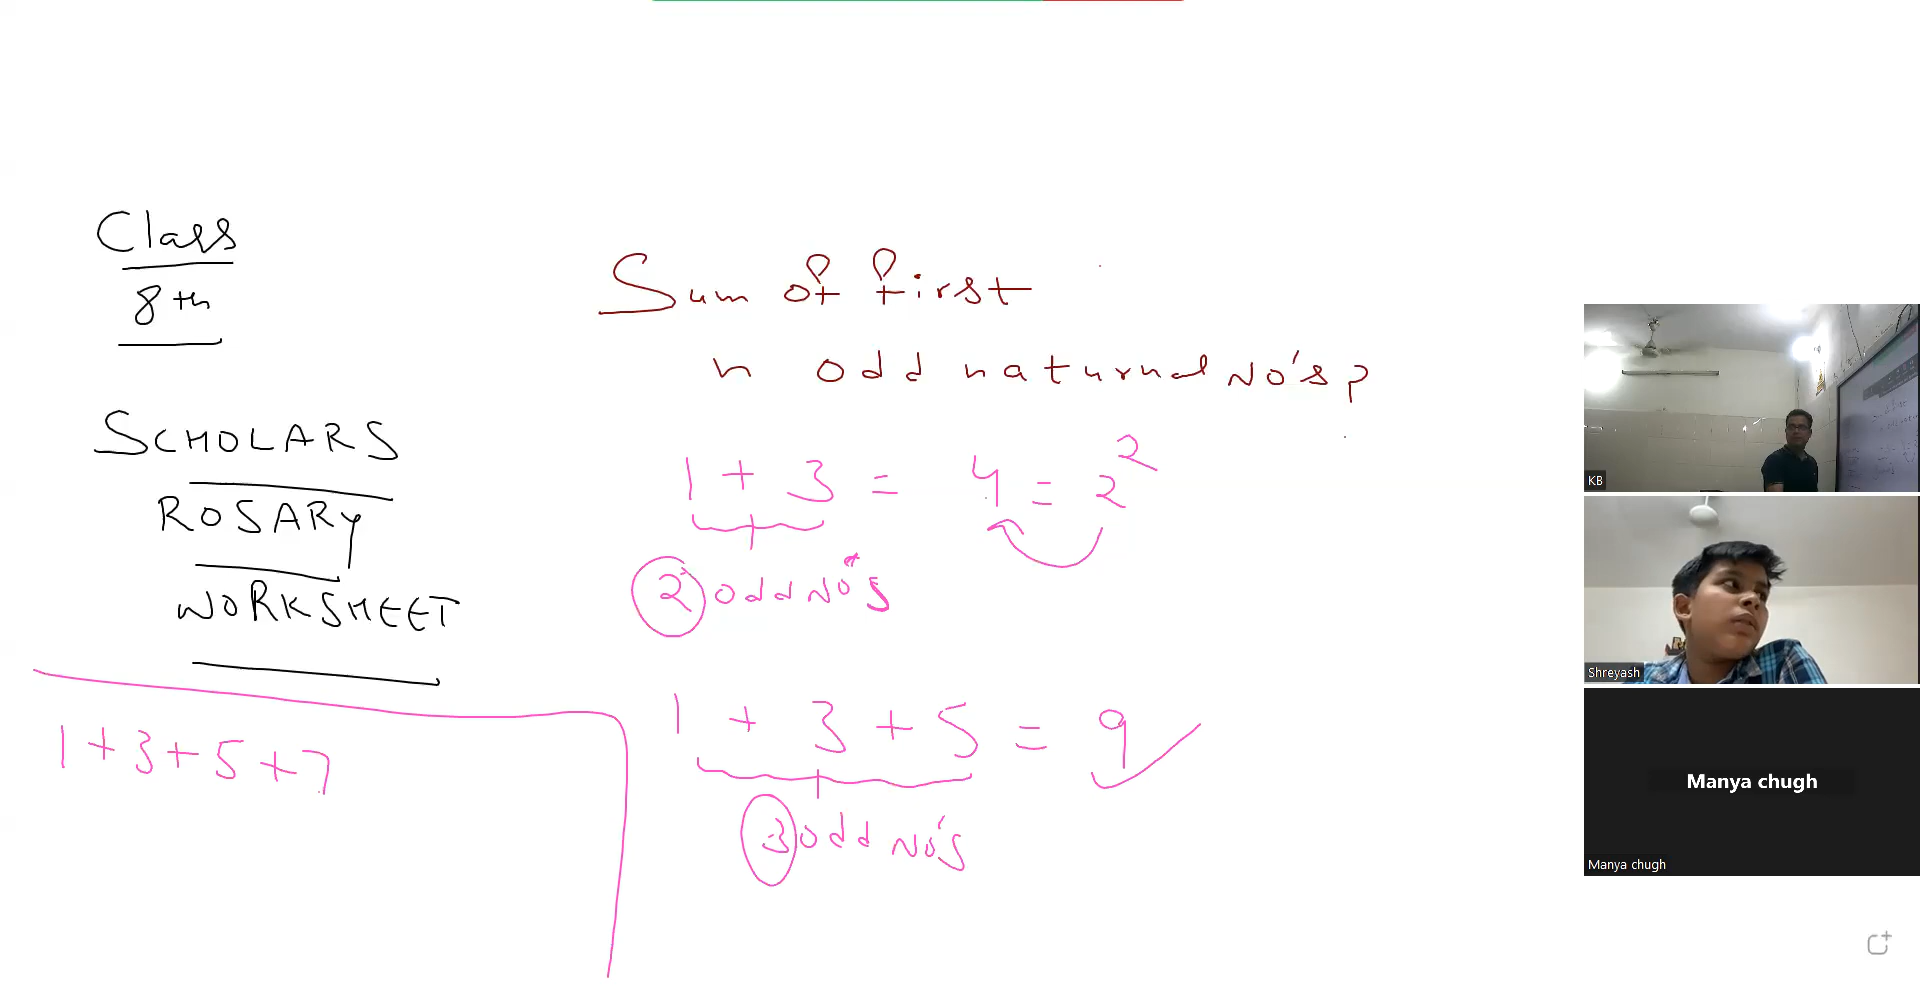 Class
8th
SCHOLARS
ROSARY
WORKSHEET
1 + 3 + 5 + 7
Sum of first
n odd naturnal No's?
1 + 3 = 4 = 2²
2 odd No's
1 + 3 + 5 = 9
3 odd No's
KB
Shreyash
Manya chugh
Manya chugh